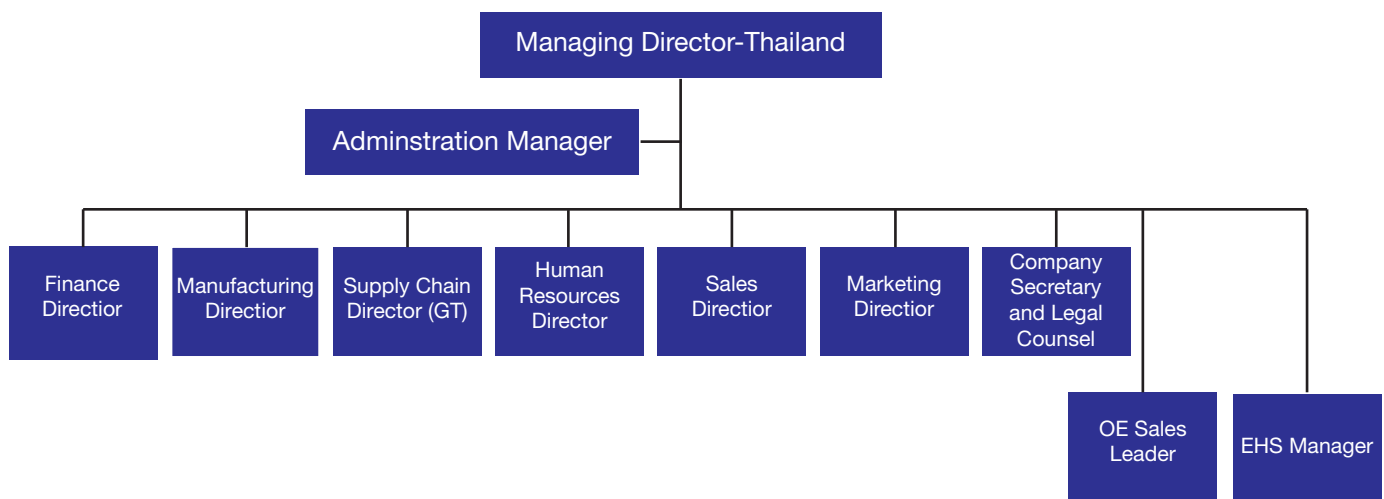 Managing Director-Thailand
Adminstration Manager
Finance
Directior
Manufacturing
Directior
Supply Chain
Director (GT)
Human
Resources
Director
Sales
Directior
Marketing
Directior
Company
Secretary
and Legal
Counsel
OE Sales
Leader
EHS Manager